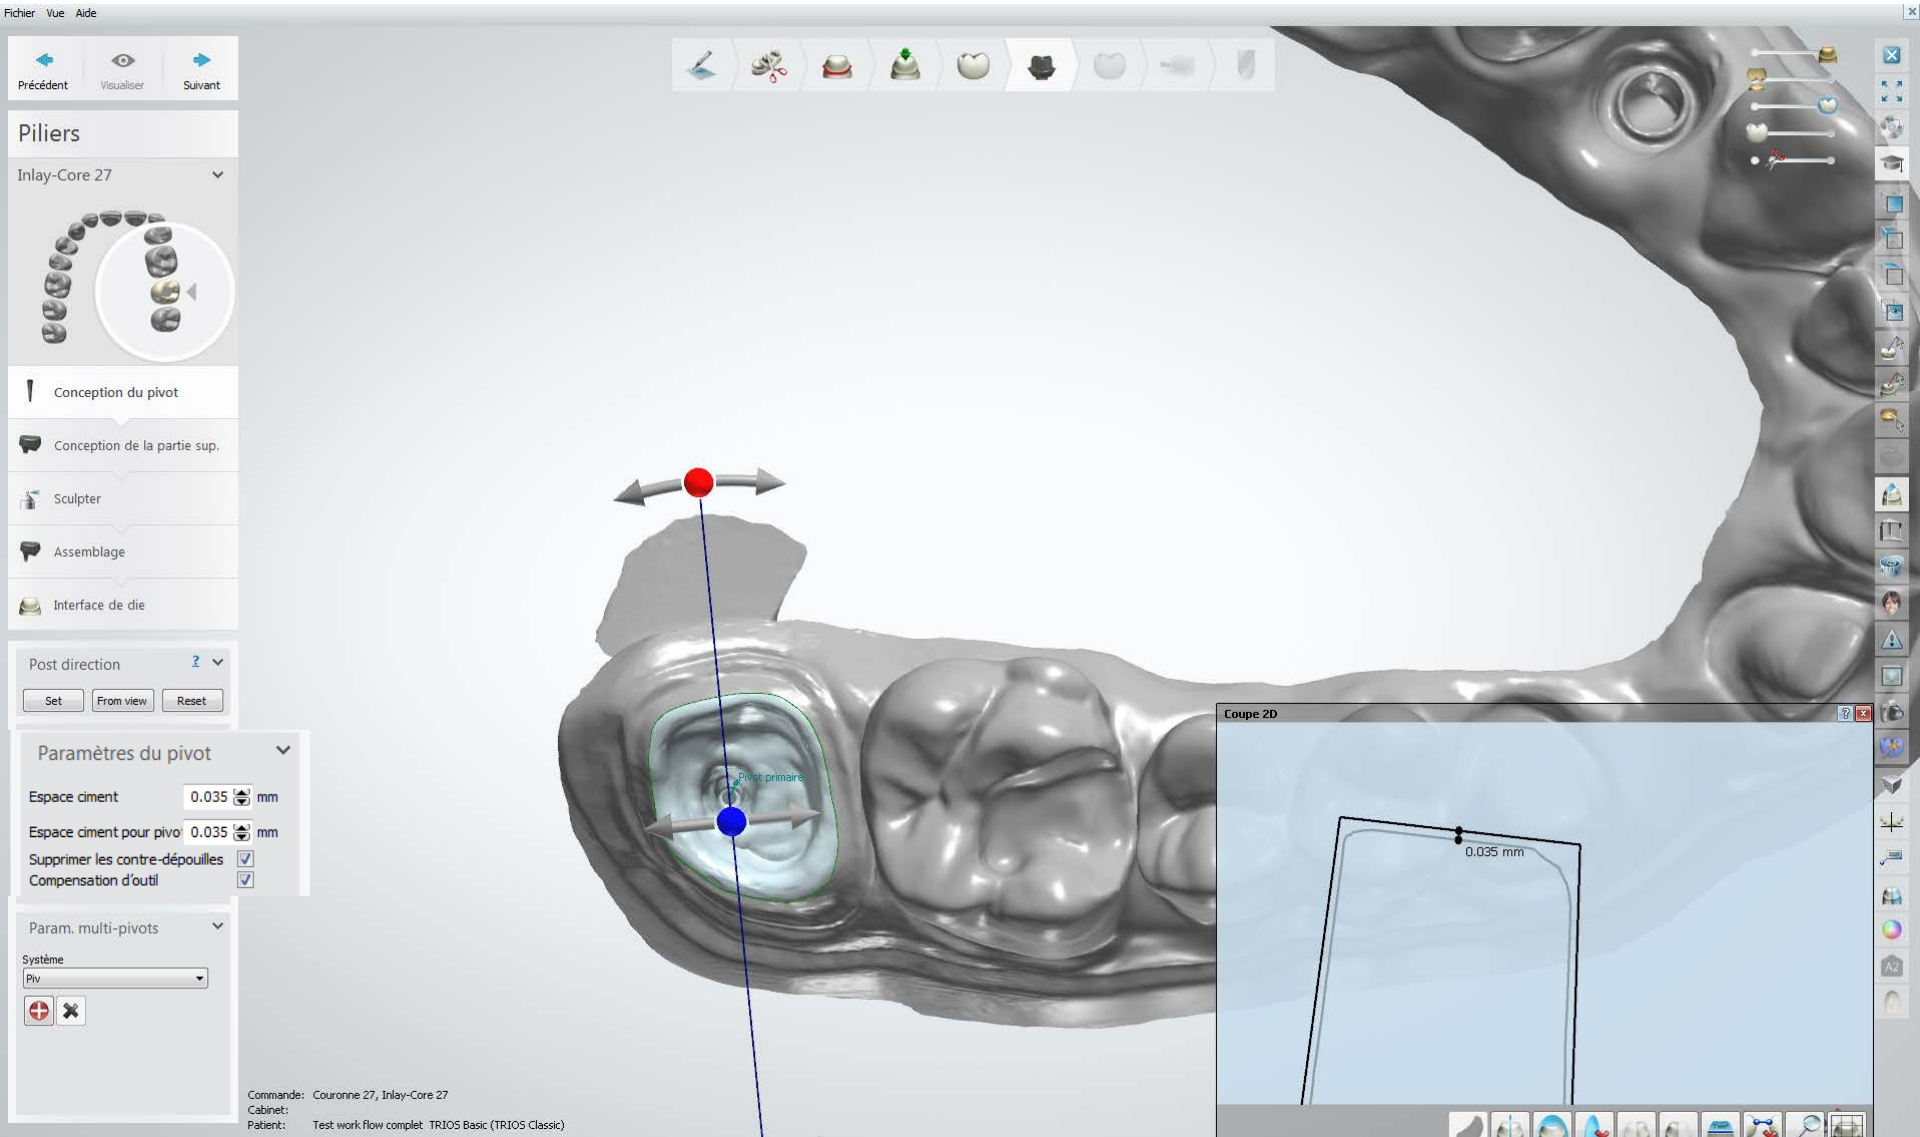 Fichier Vue Aide
Précédent Visualiser Suivant
Piliers
Inlay-Core 27
Conception du pivot
Conception de la partie sup.
Sculpter
Assemblage
Interface de die
Post direction ?
Set From view Reset
Paramètres du pivot
Espace ciment 0.035 mm
Espace ciment pour pivo 0.035 mm
Supprimer les contre-dépouilles
Compensation d'outil
Param. multi-pivots
Système
Piv
Pivot primaire
Coupe 2D ?
0.035 mm
A2
Commande: Couronne 27, Inlay-Core 27
Cabinet:
Patient: Test work flow complet TRIOS Basic (TRIOS Classic)